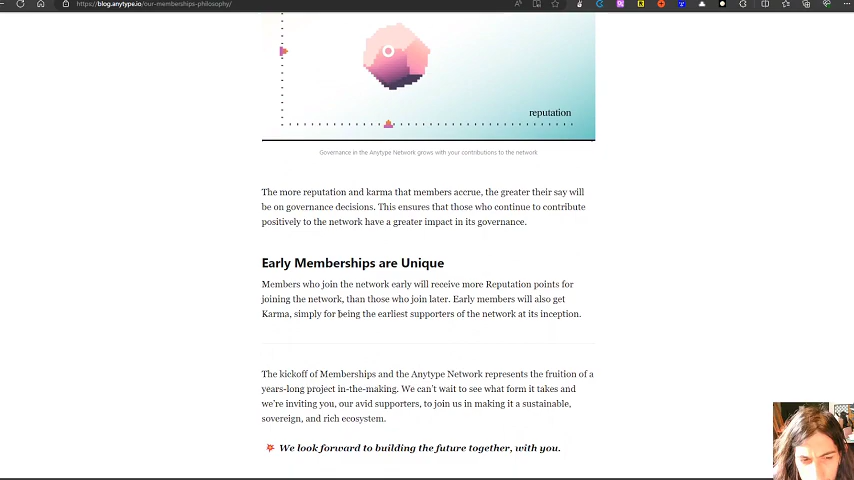 https://blog.anytype.io/our-memberships-philosophy/
reputation
Governance in the Anytype Network grows with your contributions to the network
The more reputation and karma that members accrue, the greater their say will
be on governance decisions. This ensures that those who continue to contribute
positively to the network have a greater impact in its governance.
Early Memberships are Unique
Members who join the network early will receive more Reputation points for
joining the network, than those who join later. Early members will also get
Karma, simply for being the earliest supporters of the network at its inception.
The kickoff of Memberships and the Anytype Network represents the fruition of a
years-long project in-the-making. We can't wait to see what form it takes and
we're inviting you, our avid supporters, to join us in making it a sustainable,
sovereign, and rich ecosystem.
We look forward to building the future together, with you.